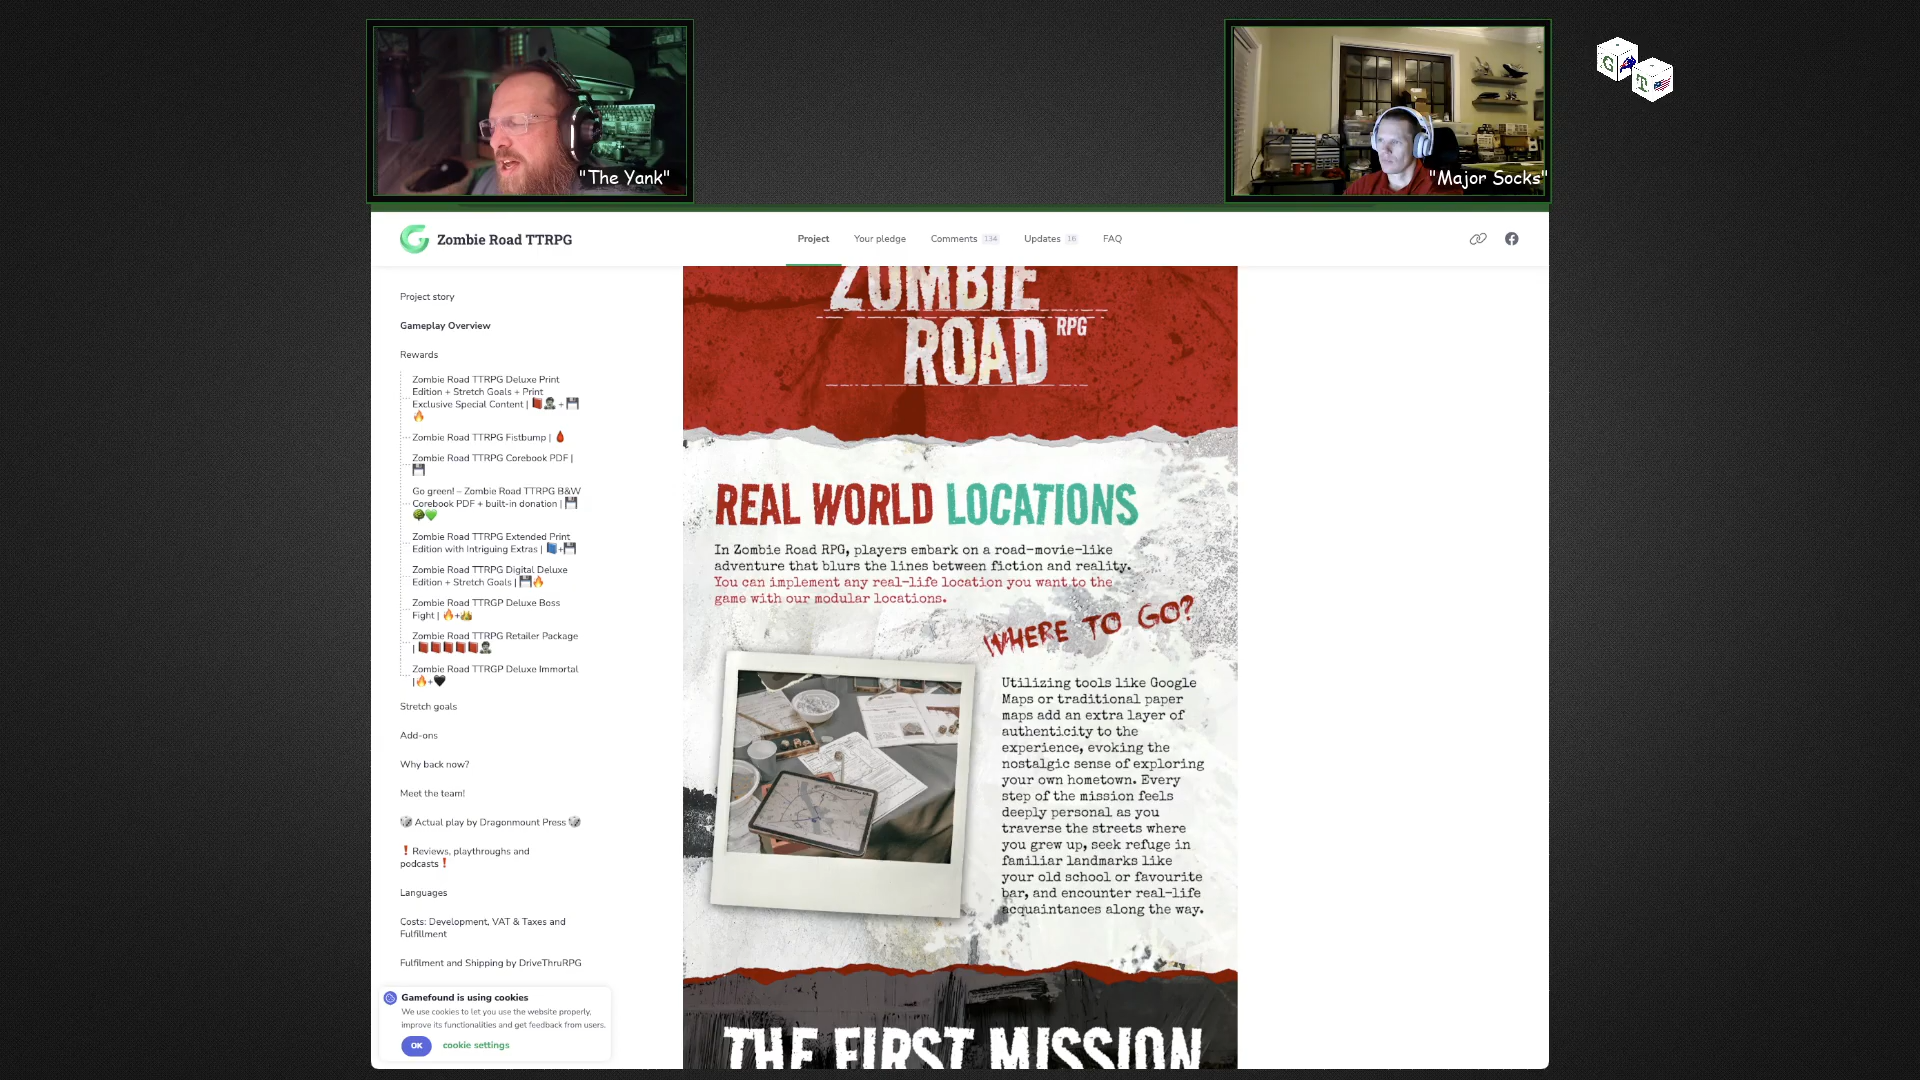 "The Yank"
"Major Socks"
G
T
Zombie Road TTRPG
Project
Your pledge
Comments 134
Updates 16
FAQ
Project story
Gameplay Overview
Rewards
Zombie Road TTRPG Deluxe Print
Edition + Stretch Goals + Print
Exclusive Special Content | 📕🧟+💾
🔥
Zombie Road TTRPG Fistbump | 🩸
Zombie Road TTRPG Corebook PDF |
💾
Go green! – Zombie Road TTRPG B&W
Corebook PDF + built-in donation | 💾
🌳💚
Zombie Road TTRPG Extended Print
Edition with Intriguing Extras | 📘+💾
Zombie Road TTRPG Digital Deluxe
Edition + Stretch Goals | 💾🔥
Zombie Road TTRGP Deluxe Boss
Fight | 🔥+👑
Zombie Road TTRPG Retailer Package
| 📕📕📕📕📕🧟
Zombie Road TTRGP Deluxe Immortal
|🔥+🖤
Stretch goals
Add-ons
Why back now?
Meet the team!
🎲 Actual play by Dragonmount Press 🎲
❗Reviews, playthroughs and
podcasts❗
Languages
Costs: Development, VAT & Taxes and
Fulfillment
Fulfilment and Shipping by DriveThruRPG
Gamefound is using cookies
We use cookies to let you use the website properly,
improve its functionalities and get feedback from users.
OK
cookie settings
ZOMBIE
ROAD RPG
REAL WORLD LOCATIONS
In Zombie Road RPG, players embark on a road-movie-like
adventure that blurs the lines between fiction and reality.
You can implement any real-life location you want to the
game with our modular locations.
WHERE TO GO?
Utilizing tools like Google
Maps or traditional paper
maps add an extra layer of
authenticity to the
experience, evoking the
nostalgic sense of exploring
your own hometown. Every
step of the mission feels
deeply personal as you
traverse the streets where
you grew up, seek refuge in
familiar landmarks like
your old school or favourite
bar, and encounter real-life
acquaintances along the way.
THE FIRST MISSION